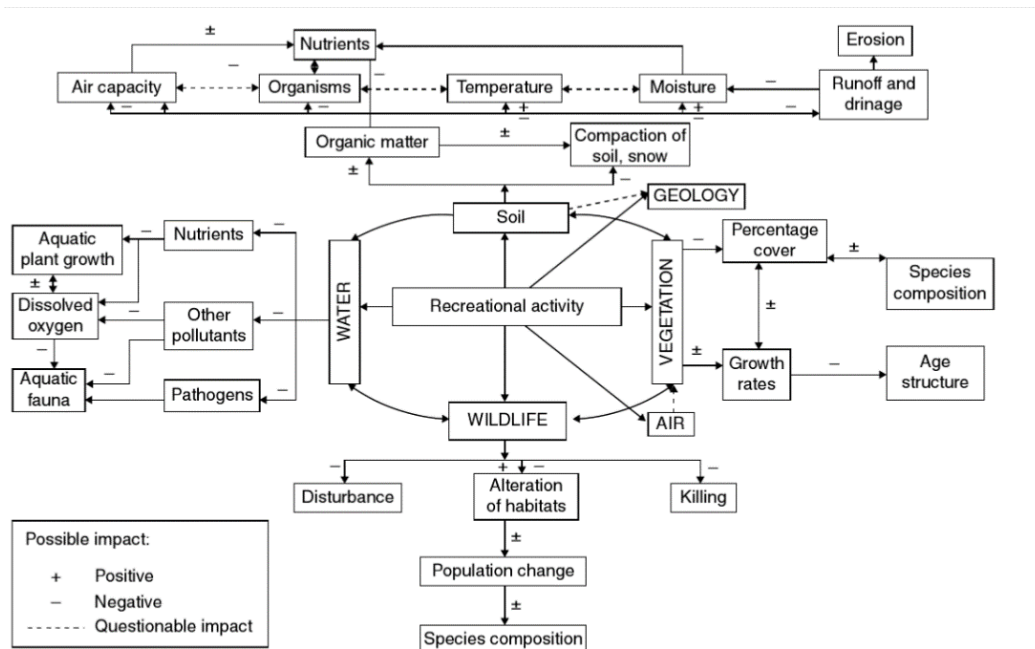 Nutrients
Erosion
Air capacity
Organisms
Temperature
Moisture
Runoff and
drinage
±
−
−
−
−
−
−
+
−
+
−
−
Organic matter
Compaction of
soil, snow
±
±
−
Soil
GEOLOGY
Aquatic
plant growth
Nutrients
−
−
Percentage
cover
−
±
Species
composition
WATER
VEGETATION
Recreational activity
±
Dissolved
oxygen
−
Other
pollutants
−
±
−
Aquatic
fauna
−
Pathogens
−
±
Growth
rates
−
Age
structure
WILDLIFE
AIR
−
+
−
−
Disturbance
Alteration
of habitats
Killing
±
Population change
±
Species composition
Possible impact:
+ Positive
− Negative
Questionable impact